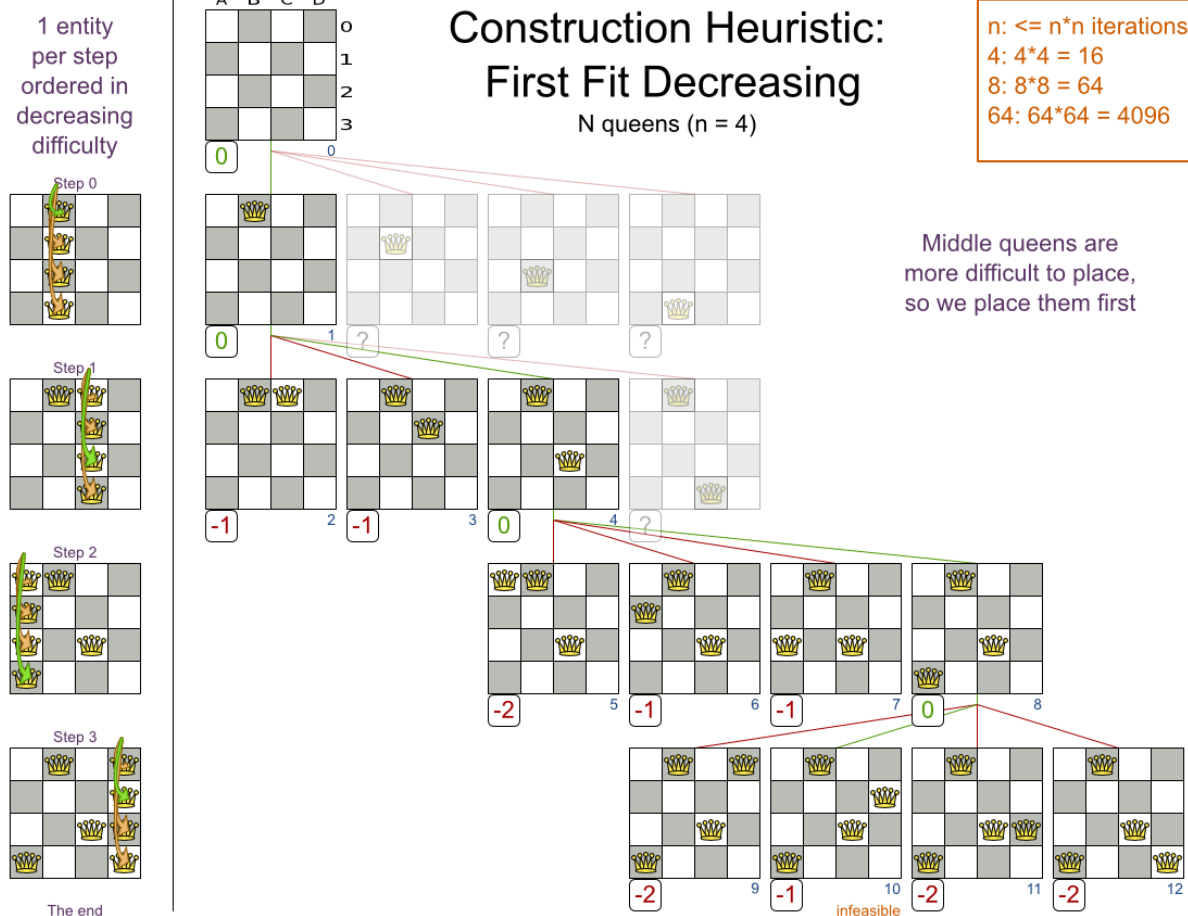 1 entity
per step
ordered in
decreasing
difficulty
A B C D
0
1
2
3
Construction Heuristic:
First Fit Decreasing
N queens (n = 4)
n: <= n*n iterations
4: 4*4 = 16
8: 8*8 = 64
64: 64*64 = 4096
0 0
Step 0
Middle queens are
more difficult to place,
so we place them first
0 1 ? ? ?
Step 1
-1 2 -1 3 0 4 ?
Step 2
-2 5 -1 6 -1 7 0 8
Step 3
-2 9 -1 10 -2 11 -2 12
The end
infeasible